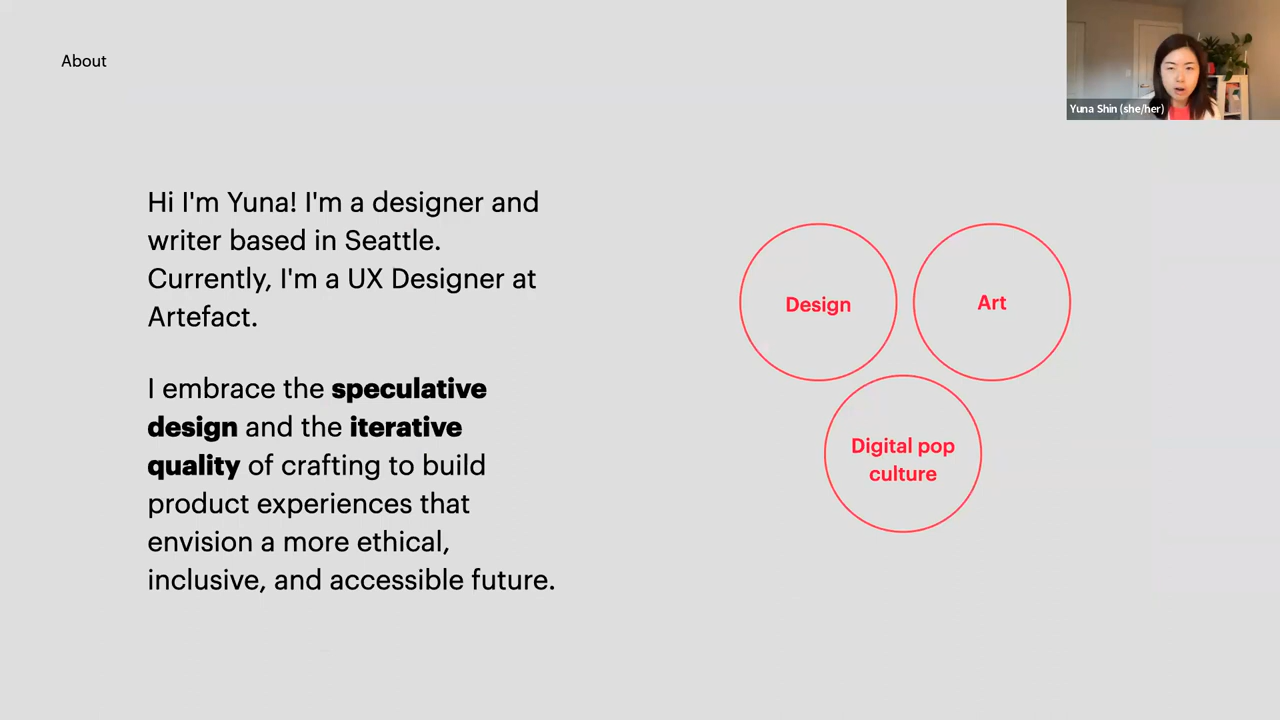 About
Yuna Shin (she/her)
Hi I'm Yuna! I'm a designer and
writer based in Seattle.
Currently, I'm a UX Designer at
Artefact.
I embrace the speculative
design and the iterative
quality of crafting to build
product experiences that
envision a more ethical,
inclusive, and accessible future.
Design
Art
Digital pop
culture